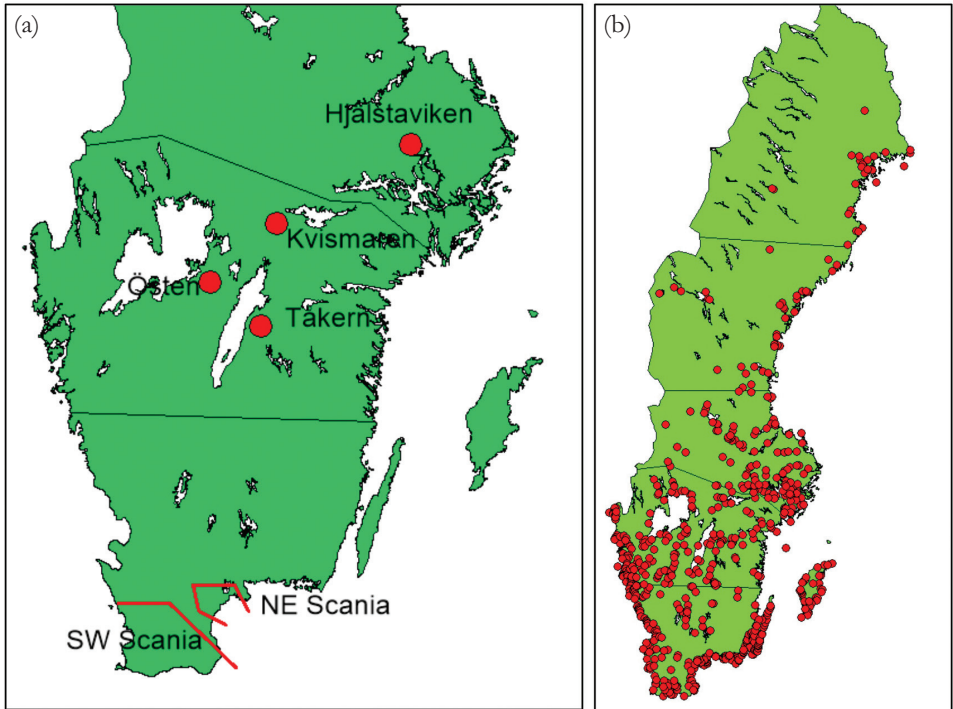 (a)
(b)
Hjälstaviken
Kvismaren
Östen
Tåkern
NE Scania
SW Scania